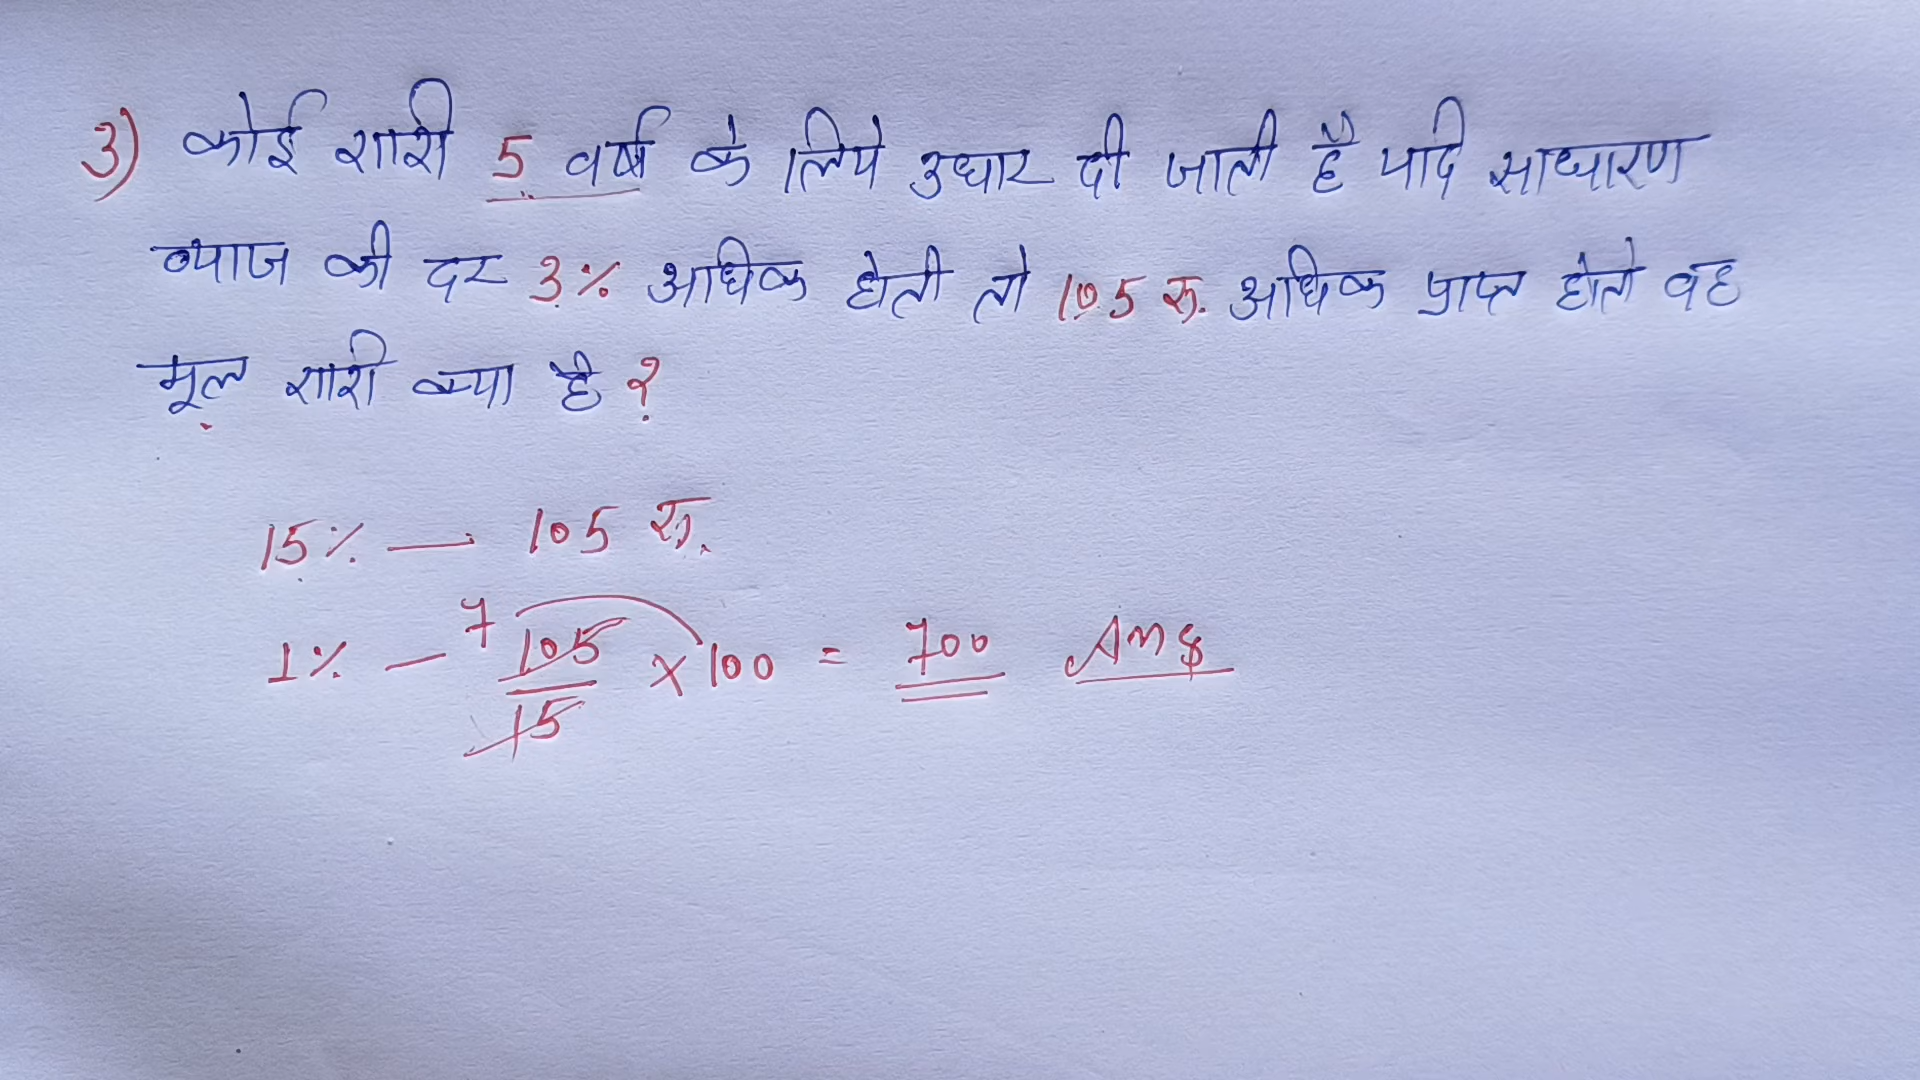 3) कोई राशी 5 वर्ष के लिये उधार दी जाती है यदि साधारण
ब्याज की दर 3% अधिक होती तो 105 रु. अधिक प्राप्त होतो वह
मूल राशी क्या है ?
15% — 105 रु.
1% — 7 105/15 × 100 = 700 Ans